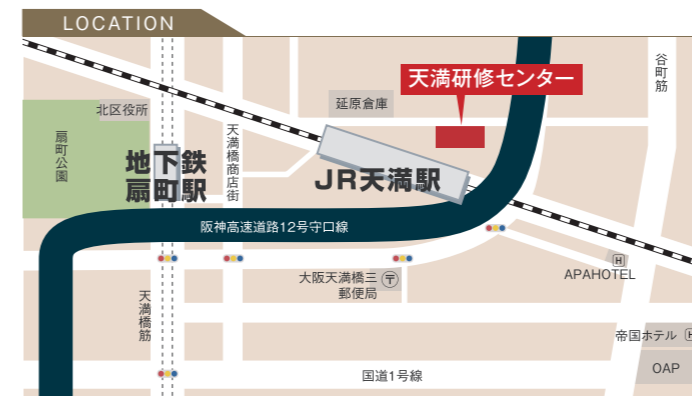 LOCATION
天満研修センター
谷町筋
延原倉庫
北区役所
扇町公園
天満橋商店街
地下鉄
扇町駅
JR天満駅
阪神高速道路12号守口線
大阪天満橋三
郵便局
〒
H
APAHOTEL
天満橋筋
帝国ホテル
H
OAP
国道1号線